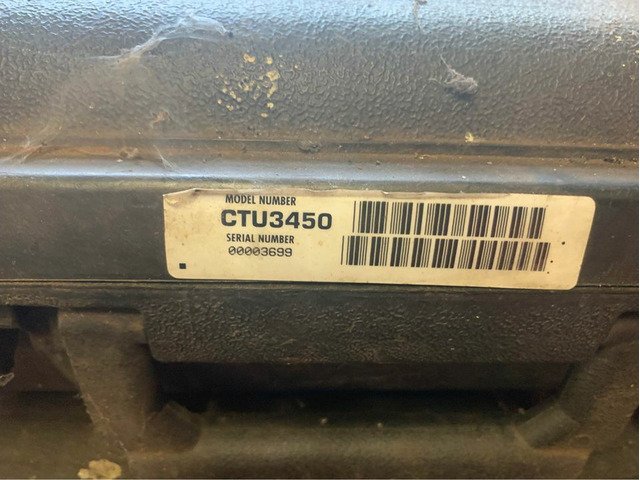 MODEL NUMBER
CTU3450
SERIAL NUMBER
00003699